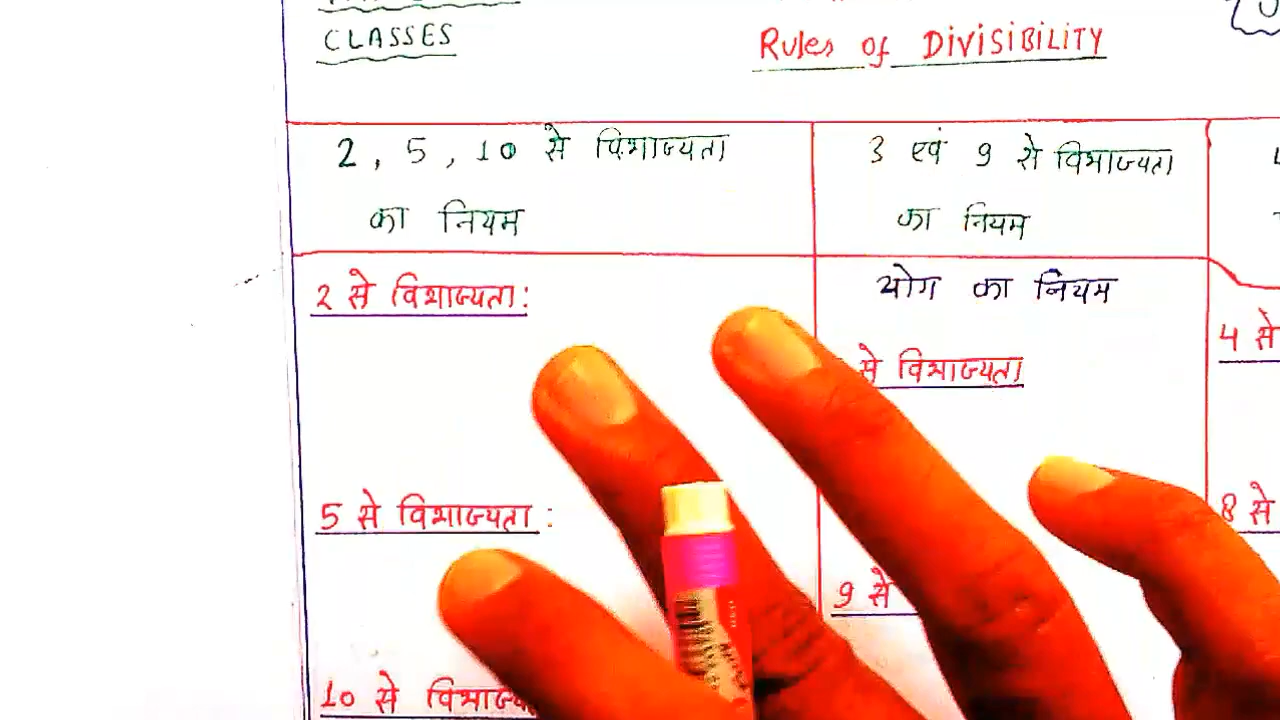 CLASSES
Rules of DIVISIBILITY
2, 5, 10 से विभाज्यता
का नियम
3 एवं 9 से विभाज्यता
का नियम
2 से विभाज्यता:
5 से विभाज्यता:
10 से
योग का नियम
से विभाज्यता
9 से
4 से
8 से